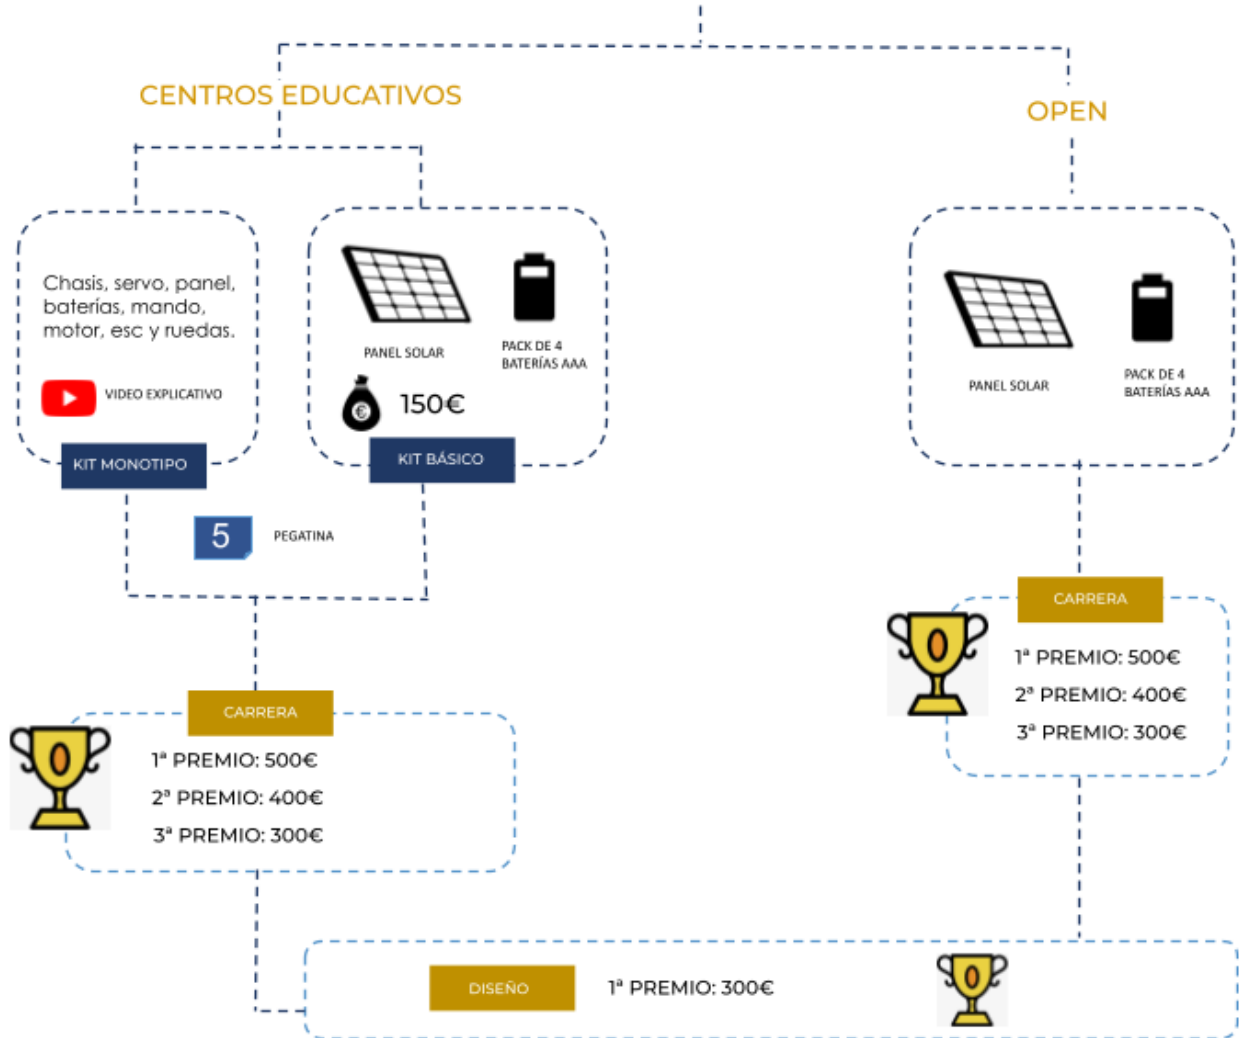 CENTROS EDUCATIVOS
OPEN
Chasis, servo, panel,
baterías, mando,
motor, esc y ruedas.
VIDEO EXPLICATIVO
KIT MONOTIPO
PANEL SOLAR
PACK DE 4
BATERÍAS AAA
€
150€
KIT BÁSICO
PANEL SOLAR
PACK DE 4
BATERÍAS AAA
5
PEGATINA
CARRERA
1ª PREMIO: 500€
2ª PREMIO: 400€
3ª PREMIO: 300€
CARRERA
1ª PREMIO: 500€
2ª PREMIO: 400€
3ª PREMIO: 300€
DISEÑO
1ª PREMIO: 300€